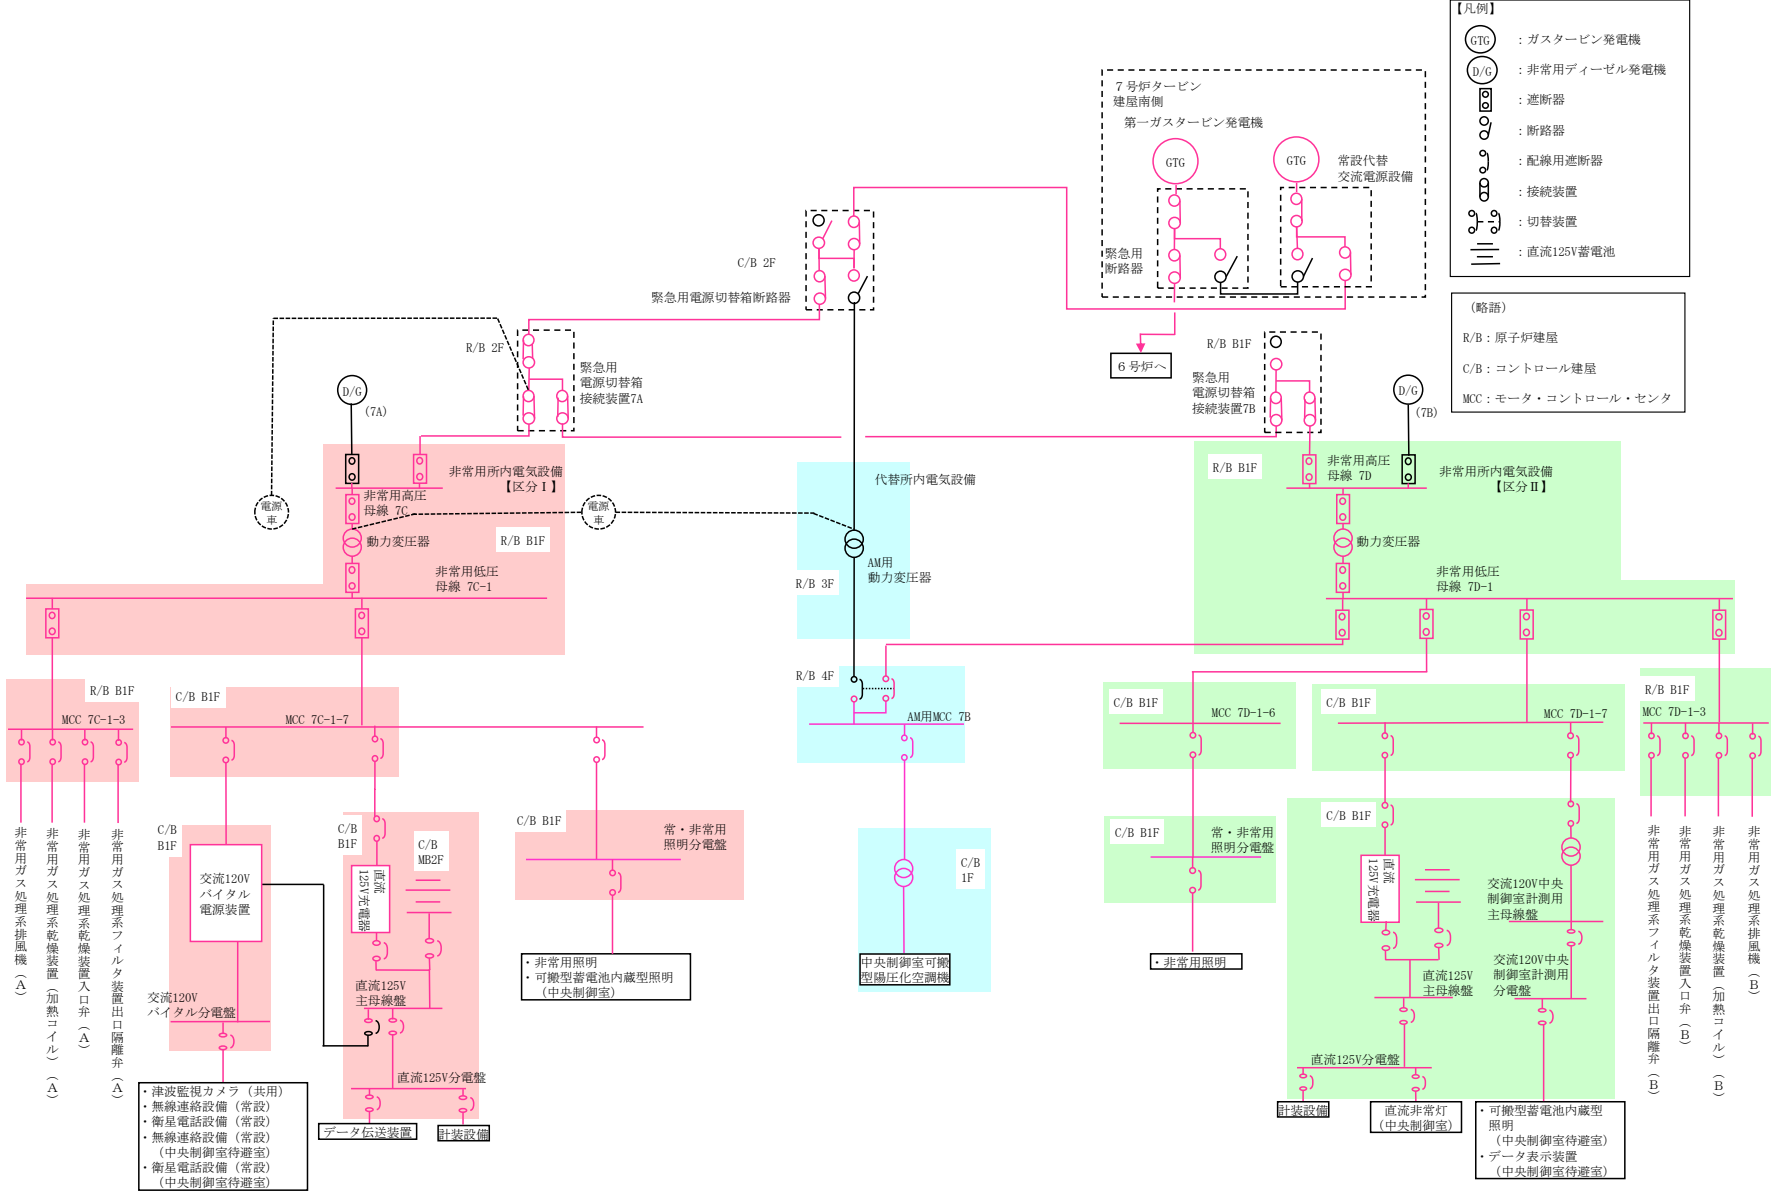 【凡例】
GTG
：ガスタービン発電機
D/G
：非常用ディーゼル発電機
：遮断器
：断路器
：配線用遮断器
：接続装置
：切替装置
：直流125V蓄電池
（略語）
R/B：原子炉建屋
C/B：コントロール建屋
MCC：モータ・コントロール・センタ
７号炉タービン
建屋南側
第一ガスタービン発電機
GTG
GTG
常設代替
交流電源設備
緊急用
断路器
６号炉へ
C/B 2F
緊急用電源切替箱断路器
R/B 2F
緊急用
電源切替箱
接続装置7A
R/B B1F
緊急用
電源切替箱
接続装置7B
D/G
(7A)
D/G
(7B)
電源
車
電源
車
非常用所内電気設備
【区分Ⅰ】
非常用高圧
母線 7C
動力変圧器
R/B B1F
非常用低圧
母線 7C-1
代替所内電気設備
AM用
動力変圧器
R/B 3F
R/B 4F
AM用MCC 7B
R/B B1F
非常用高圧
母線 7D
非常用所内電気設備
【区分Ⅱ】
動力変圧器
非常用低圧
母線 7D-1
R/B B1F
MCC 7C-1-3
C/B B1F
MCC 7C-1-7
C/B B1F
MCC 7D-1-6
C/B B1F
MCC 7D-1-7
R/B B1F
MCC 7D-1-3
非常用ガス処理系排風機（A）
非常用ガス処理系乾燥装置（加熱コイル）（A）
非常用ガス処理系乾燥装置入口弁（A）
非常用ガス処理系フィルタ装置出口隔離弁（A）
C/B
B1F
交流120V
バイタル
電源装置
交流120V
バイタル分電盤
C/B
B1F
直流
125V充電器
C/B
MB2F
直流125V
主母線盤
直流125V分電盤
C/B B1F
常・非常用
照明分電盤
・非常用照明
・可搬型蓄電池内蔵型照明
（中央制御室）
C/B
1F
中央制御室可搬
型陽圧化空調機
C/B B1F
常・非常用
照明分電盤
・非常用照明
C/B B1F
直流
125V充電器
交流120V中央
制御室計測用
主母線盤
交流120V中央
制御室計測用
分電盤
直流125V
主母線盤
直流125V分電盤
非常用ガス処理系フィルタ装置出口隔離弁（B）
非常用ガス処理系乾燥装置入口弁（B）
非常用ガス処理系乾燥装置（加熱コイル）（B）
非常用ガス処理系排風機（B）
・津波監視カメラ（共用）
・無線連絡設備（常設）
・衛星電話設備（常設）
・無線連絡設備（常設）
（中央制御室待避室）
・衛星電話設備（常設）
（中央制御室待避室）
データ伝送装置
計装設備
計装設備
直流非常灯
（中央制御室）
・可搬型蓄電池内蔵型
照明
（中央制御室待避室）
・データ表示装置
（中央制御室待避室）